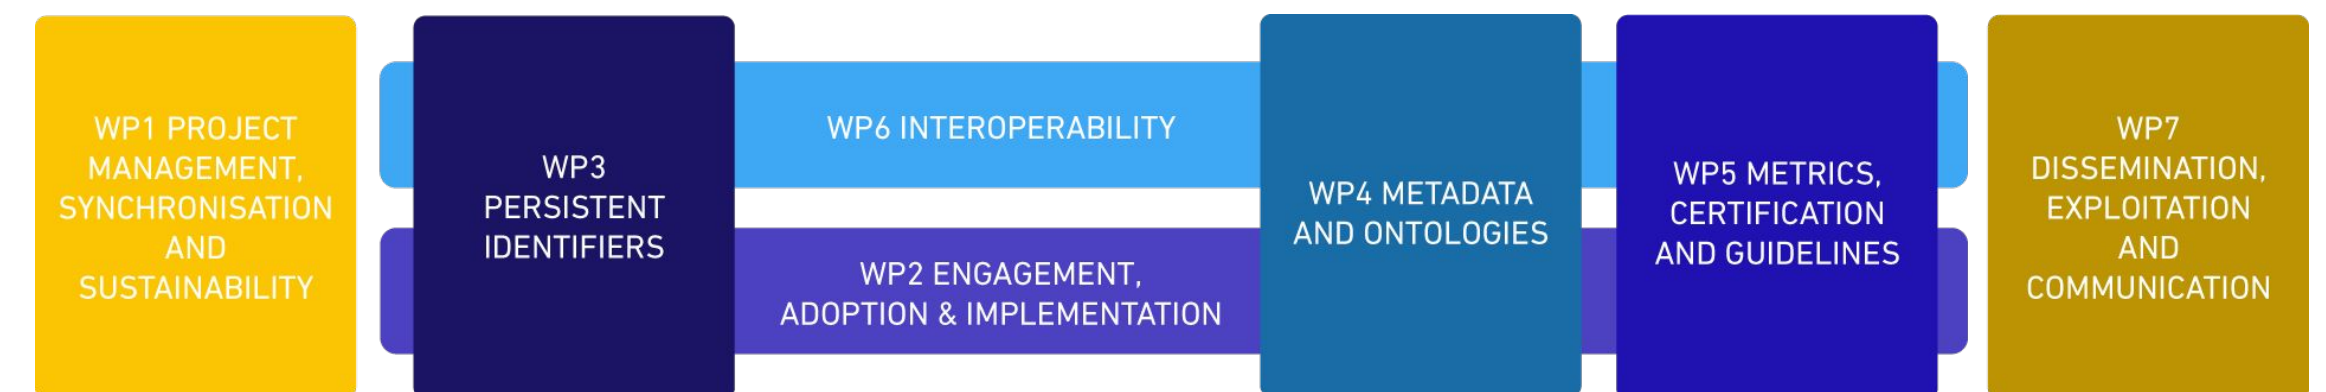 WP1 PROJECT
MANAGEMENT,
SYNCHRONISATION
AND
SUSTAINABILITY
WP3
PERSISTENT
IDENTIFIERS
WP6 INTEROPERABILITY
WP2 ENGAGEMENT,
ADOPTION & IMPLEMENTATION
WP4 METADATA
AND ONTOLOGIES
WP5 METRICS,
CERTIFICATION
AND GUIDELINES
WP7
DISSEMINATION,
EXPLOITATION
AND
COMMUNICATION